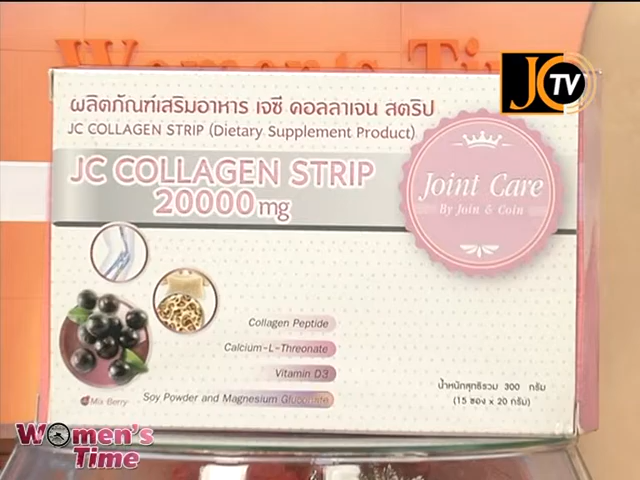 Women's Time
JC TV
ผลิตภัณฑ์เสริมอาหาร เจซี คอลลาเจน สตริป
JC COLLAGEN STRIP (Dietary Supplement Product)
JC COLLAGEN STRIP
20000mg
Joint Care
By Join & Coin
Collagen Peptide
Calcium-L-Threonate
Vitamin D3
Soy Powder and Magnesium Gluconate
Mix Berry
น้ำหนักสุทธิรวม 300 กรัม
(15 ซอง x 20 กรัม)
Women's
Time